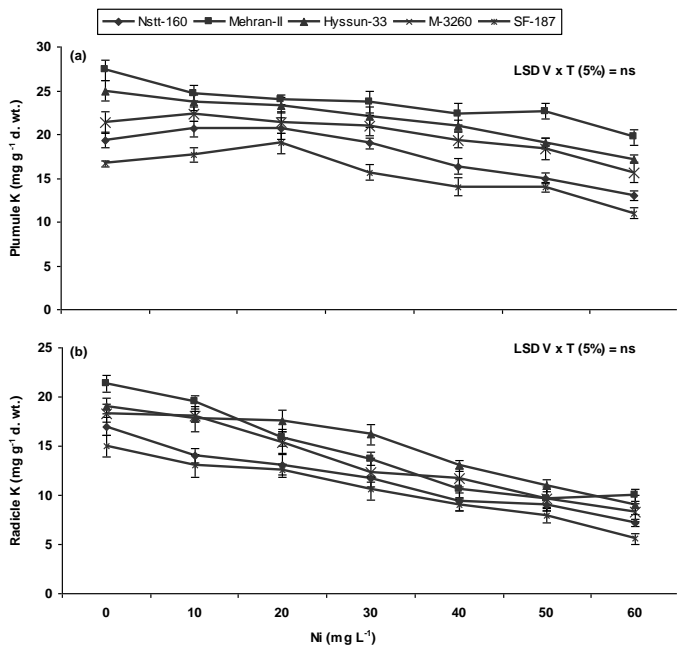 Nstt-160 Mehran-II Hyssun-33 M-3260 SF-187
(a)
LSD V x T (5%) = ns
Plumule K (mg g⁻¹ d. wt.)
30
25
20
15
10
5
0
(b)
LSD V x T (5%) = ns
Radicle K (mg g⁻¹ d. wt.)
25
20
15
10
5
0
0 10 20 30 40 50 60
Ni (mg L⁻¹)